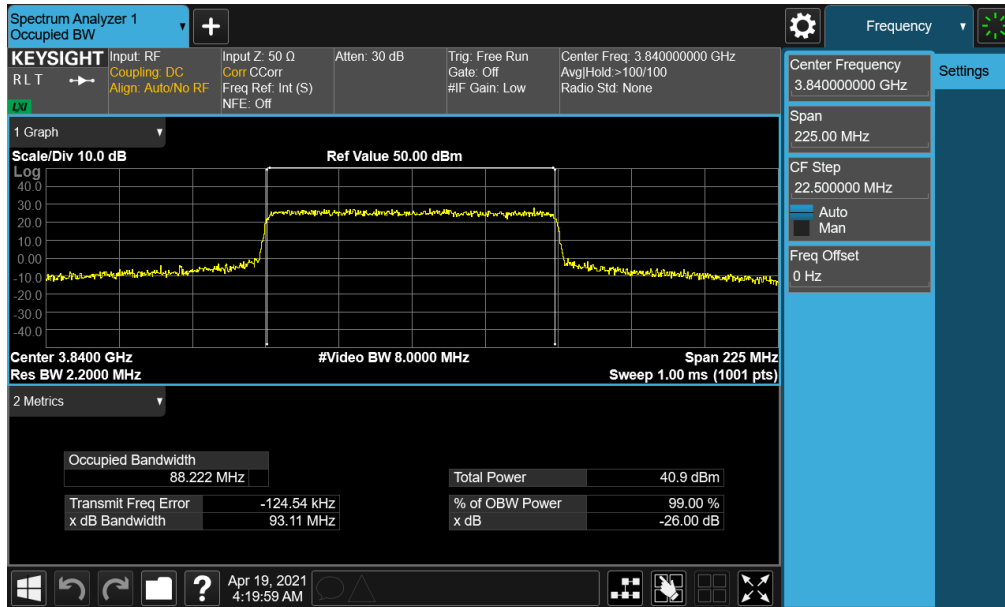 Spectrum Analyzer 1
Occupied BW
+
Frequency
KEYSIGHT
R L T
LXI
Input: RF
Coupling: DC
Align: Auto/No RF
Input Z: 50 Ω
Corr CCorr
Freq Ref: Int (S)
NFE: Off
Atten: 30 dB
Trig: Free Run
Gate: Off
#IF Gain: Low
Center Freq: 3.840000000 GHz
Avg|Hold:>100/100
Radio Std: None
Center Frequency
3.840000000 GHz
Settings
Span
225.00 MHz
CF Step
22.500000 MHz
Auto
Man
Freq Offset
0 Hz
1 Graph
Scale/Div 10.0 dB
Ref Value 50.00 dBm
Log
40.0
30.0
20.0
10.0
0.00
-10.0
-20.0
-30.0
-40.0
Center 3.8400 GHz
#Video BW 8.0000 MHz
Span 225 MHz
Res BW 2.2000 MHz
Sweep 1.00 ms (1001 pts)
2 Metrics
Occupied Bandwidth
88.222 MHz
Total Power 40.9 dBm
Transmit Freq Error -124.54 kHz
% of OBW Power 99.00 %
x dB Bandwidth 93.11 MHz
x dB -26.00 dB
?
Apr 19, 2021
4:19:59 AM